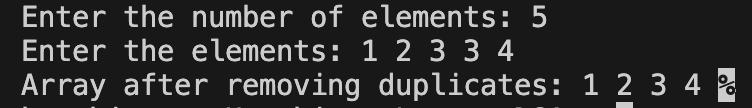 Enter the number of elements: 5
Enter the elements: 1 2 3 3 4
Array after removing duplicates: 1 2 3 4 %